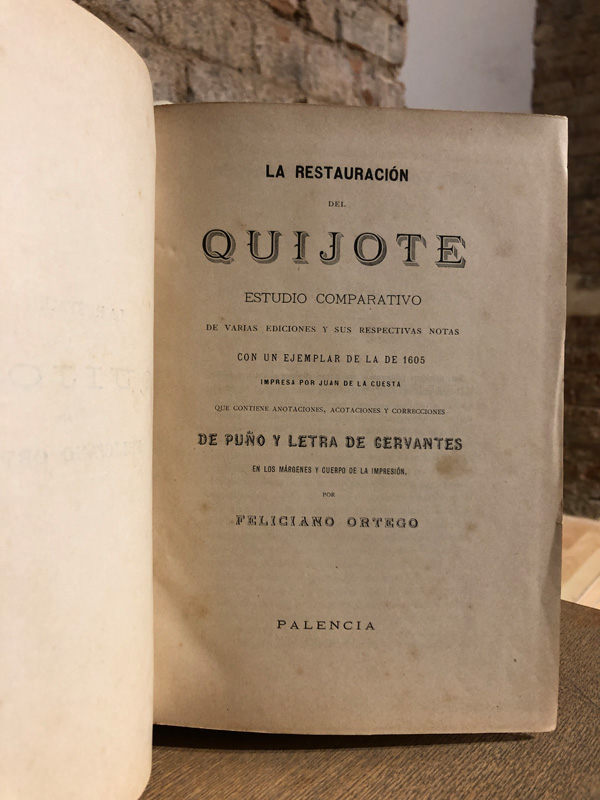 LA RESTAURACIÓN
DEL
QUIJOTE
ESTUDIO COMPARATIVO
DE VARIAS EDICIONES Y SUS RESPECTIVAS NOTAS
CON UN EJEMPLAR DE LA DE 1605
IMPRESA POR JUAN DE LA CUESTA
QUE CONTIENE ANOTACIONES, ACOTACIONES Y CORRECCIONES
DE PUÑO Y LETRA DE CERVANTES
EN LOS MÁRGENES Y CUERPO DE LA IMPRESIÓN,
POR
FELICIANO ORTEGO
PALENCIA